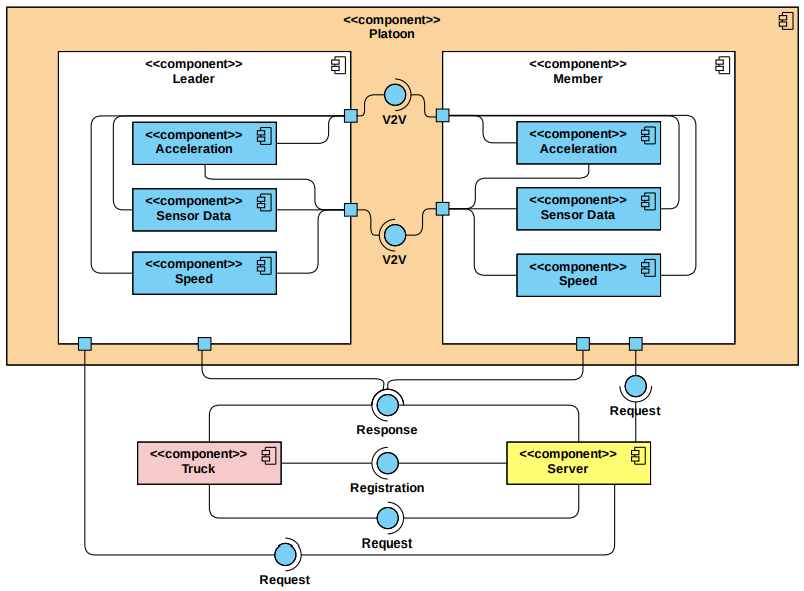 <<component>>
Platoon
<<component>>
Leader
<<component>>
Member
V2V
<<component>>
Acceleration
<<component>>
Acceleration
<<component>>
Sensor Data
<<component>>
Sensor Data
V2V
<<component>>
Speed
<<component>>
Speed
Request
Response
<<component>>
Truck
<<component>>
Server
Registration
Request
Request